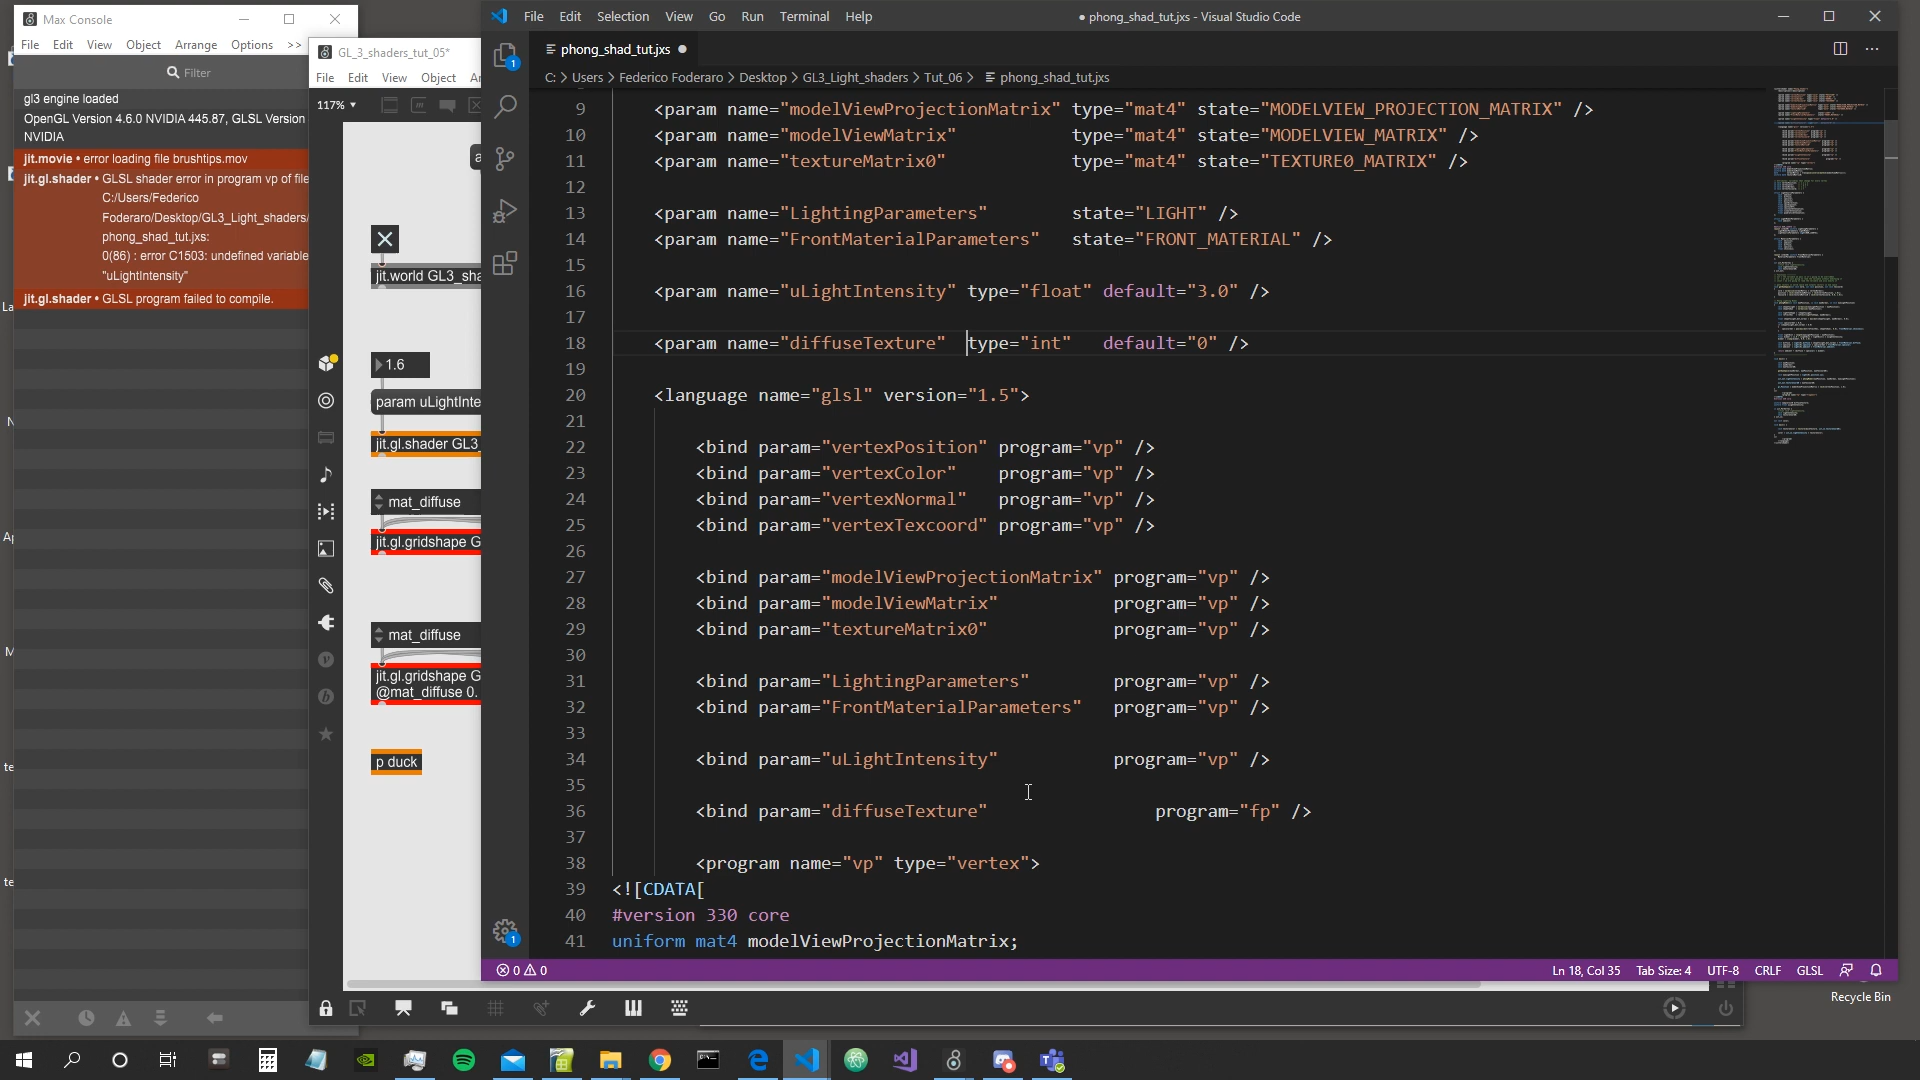 Max Console
File Edit View Object Arrange Options >>
Filter
gl3 engine loaded
OpenGL Version 4.6.0 NVIDIA 445.87, GLSL Version
NVIDIA
jit.movie • error loading file brushtips.mov
jit.gl.shader • GLSL shader error in program vp of file
C:/Users/Federico
Foderaro/Desktop/GL3_Light_shaders/
phong_shad_tut.jxs:
0(86) : error C1503: undefined variable
"uLightIntensity"
jit.gl.shader • GLSL program failed to compile.
GL_3_shaders_tut_05*
File Edit View Object
117%
jit.world GL3_sha
1.6
param uLightInte
jit.gl.shader GL3_
mat_diffuse
jit.gl.gridshape G
mat_diffuse
jit.gl.gridshape G
@mat_diffuse 0.
p duck
File Edit Selection View Go Run Terminal Help
● phong_shad_tut.jxs - Visual Studio Code
phong_shad_tut.jxs ●
C: > Users > Federico Foderaro > Desktop > GL3_Light_shaders > Tut_06 > phong_shad_tut.jxs
9 <param name="modelViewProjectionMatrix" type="mat4" state="MODELVIEW_PROJECTION_MATRIX" />
10 <param name="modelViewMatrix" type="mat4" state="MODELVIEW_MATRIX" />
11 <param name="textureMatrix0" type="mat4" state="TEXTURE0_MATRIX" />
12
13 <param name="LightingParameters" state="LIGHT" />
14 <param name="FrontMaterialParameters" state="FRONT_MATERIAL" />
15
16 <param name="uLightIntensity" type="float" default="3.0" />
17
18 <param name="diffuseTexture" type="int" default="0" />
19
20 <language name="glsl" version="1.5">
21
22 <bind param="vertexPosition" program="vp" />
23 <bind param="vertexColor" program="vp" />
24 <bind param="vertexNormal" program="vp" />
25 <bind param="vertexTexcoord" program="vp" />
26
27 <bind param="modelViewProjectionMatrix" program="vp" />
28 <bind param="modelViewMatrix" program="vp" />
29 <bind param="textureMatrix0" program="vp" />
30
31 <bind param="LightingParameters" program="vp" />
32 <bind param="FrontMaterialParameters" program="vp" />
33
34 <bind param="uLightIntensity" program="vp" />
35
36 <bind param="diffuseTexture" program="fp" />
37
38 <program name="vp" type="vertex">
39 <![CDATA[
40 #version 330 core
41 uniform mat4 modelViewProjectionMatrix;
0 0
Ln 18, Col 35 Tab Size: 4 UTF-8 CRLF GLSL
Recycle Bin